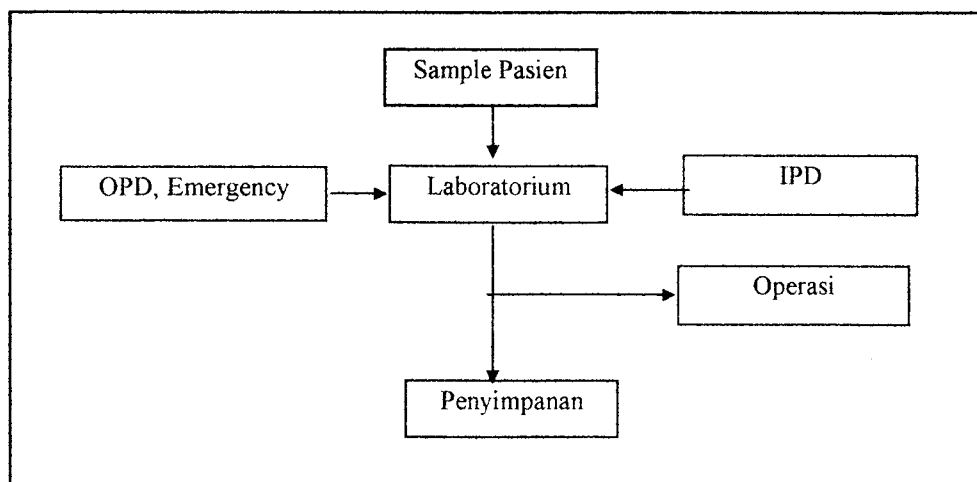 Sample Pasien
OPD, Emergency
Laboratorium
IPD
Operasi
Penyimpanan